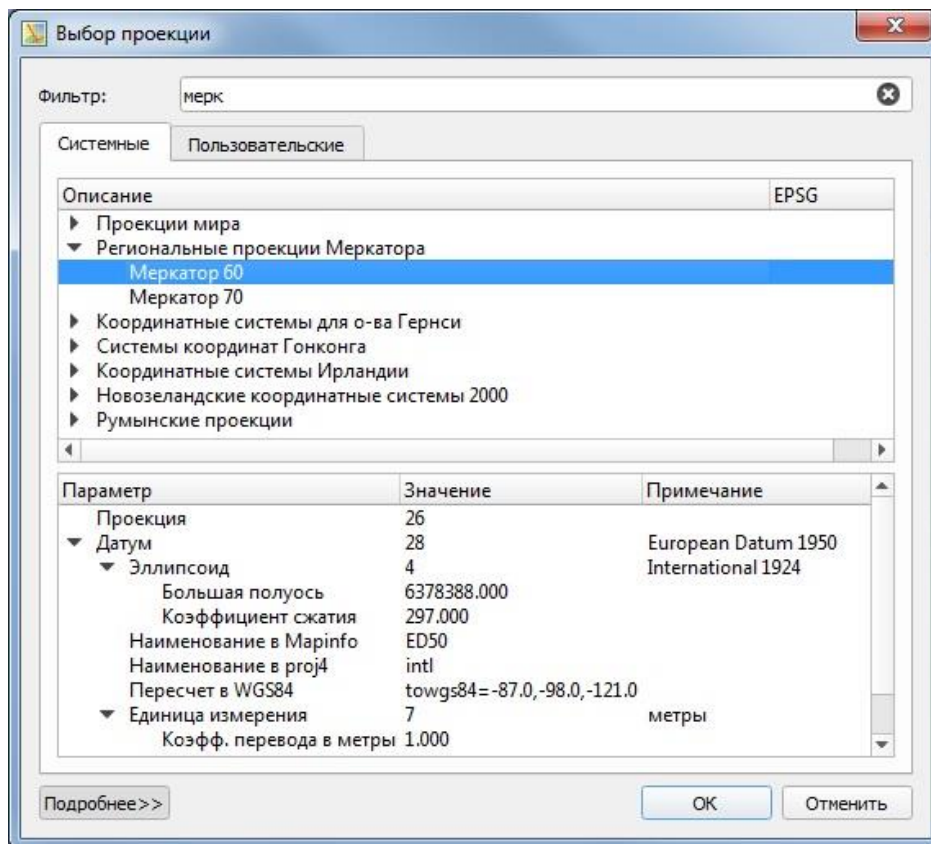 Выбор проекции
Фильтр: мерк
Системные Пользовательские
Описание EPSG
Проекции мира
Региональные проекции Меркатора
Меркатор 60
Меркатор 70
Координатные системы для о-ва Гернси
Системы координат Гонконга
Координатные системы Ирландии
Новозеландские координатные системы 2000
Румынские проекции
Параметр Значение Примечание
Проекция 26
Датум 28 European Datum 1950
Эллипсоид 4 International 1924
Большая полуось 6378388.000
Коэффициент сжатия 297.000
Наименование в Mapinfo ED50
Наименование в proj4 intl
Пересчет в WGS84 towgs84=-87.0,-98.0,-121.0
Единица измерения 7 метры
Коэфф. перевода в метры 1.000
Подробнее>> OK Отменить